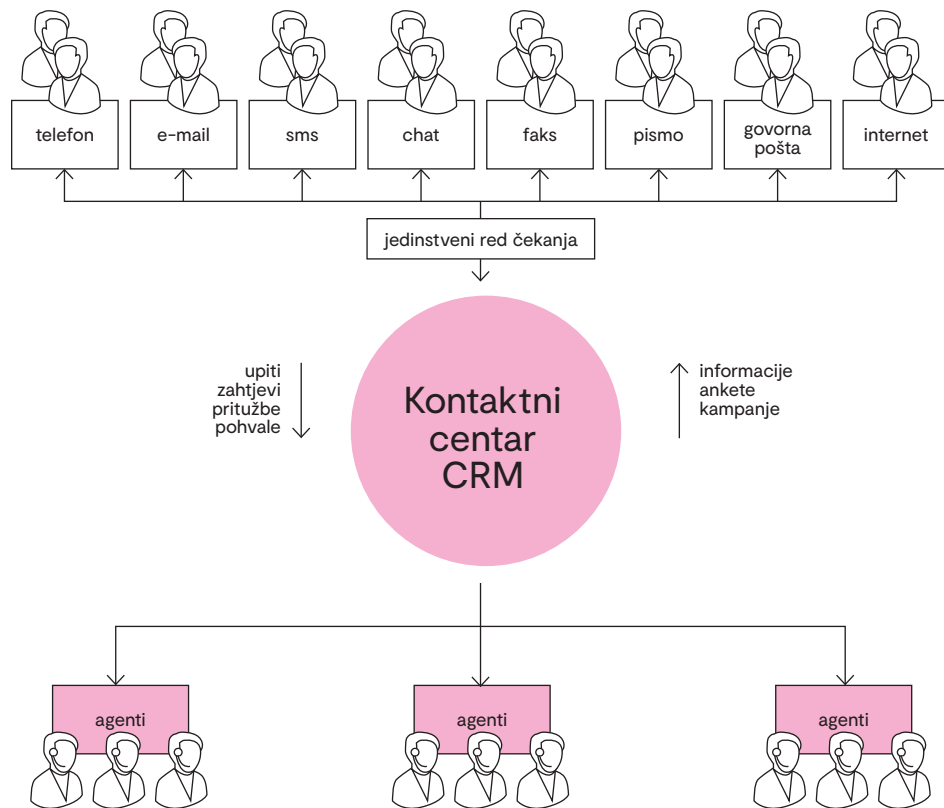 telefon
e-mail
sms
chat
faks
pismo
govorna
pošta
internet
jedinstveni red čekanja
upiti
zahtjevi
pritužbe
pohvale
Kontaktni
centar
CRM
informacije
ankete
kampanje
agenti
agenti
agenti